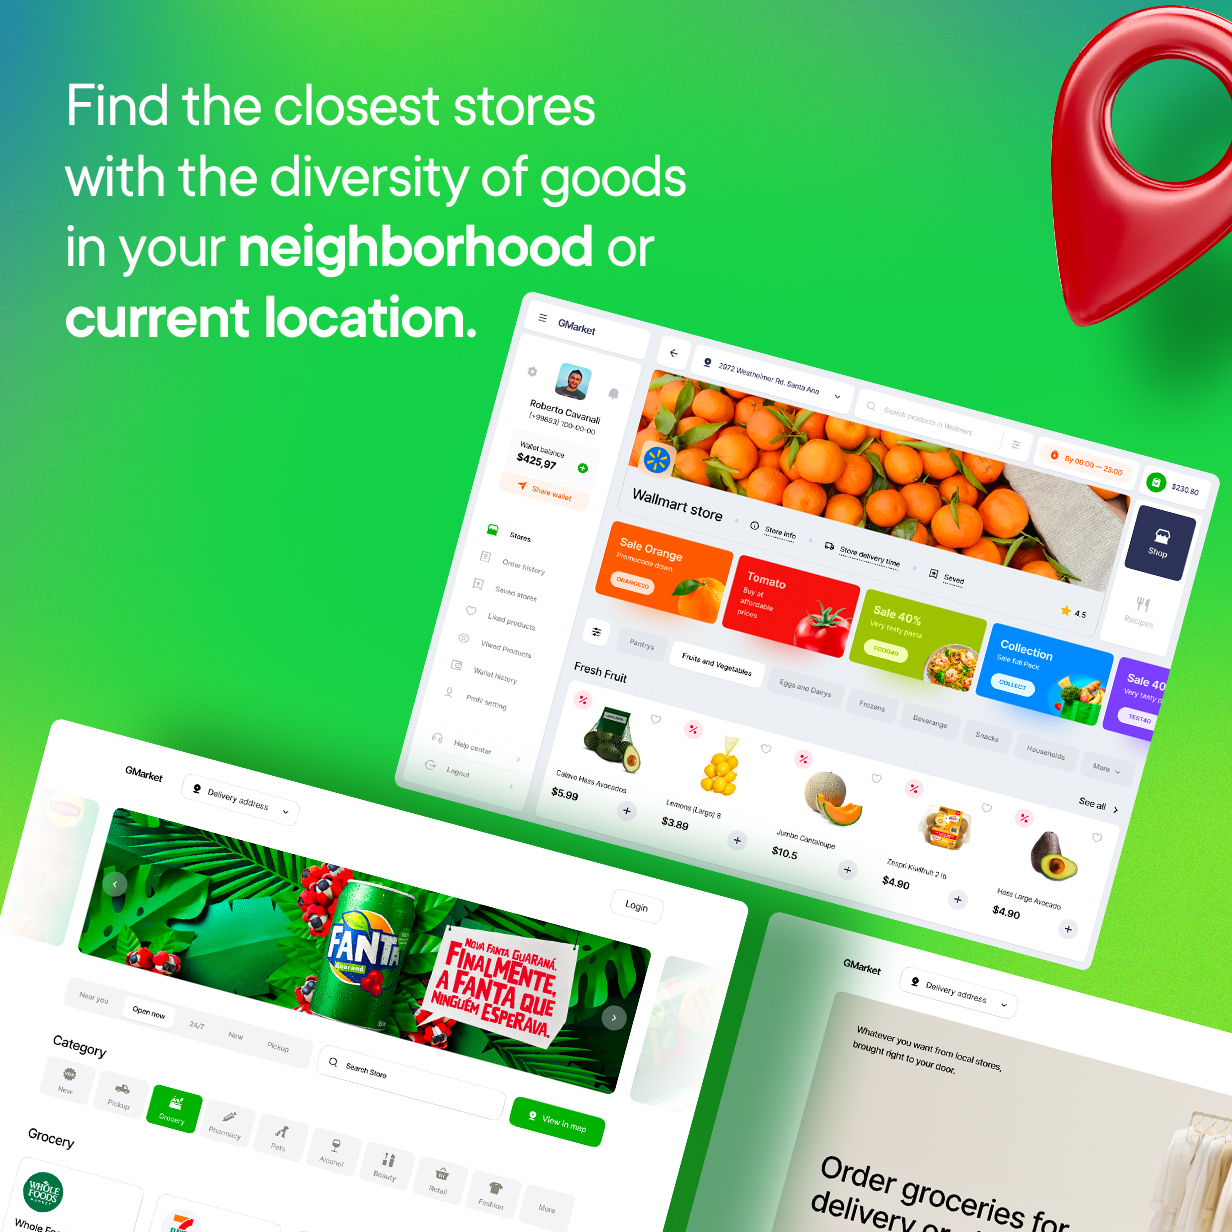 Find the closest stores
with the diversity of goods
in your neighborhood or
current location.
GMarket
2972 Westheimer Rd. Santa Ana
Search products in Wallmart
By 09:00 — 23:00
$230.80
Roberto Cavanali
(+99893) 100-00-00
Wallet balance
$425,97
Share wallet
Stores
Order history
Saved stores
Liked products
Viwed Products
Wallet history
Profil setting
Help center
Logout
Wallmart store
Store info
Store delivery time
Saved
4.5
Shop
Recipes
Sale Orange
Promocode down
ORANGE20
Tomato
Buy at
affordable
prices
Sale 40%
Very tasty pasta
FOOD40
Collection
Sale full Pack
COLLECT
Sale 40
Very tasty p
TEST40
Pantrys
Fruits and Vegetables
Eggs and Dairys
Frozens
Beverange
Snacks
Households
More
Fresh Fruit
See all
Calavo Hass Avocados
$5.99
Lemons (Large) 8
$3.89
Jumbo Cantaloupe
$10.5
Zespri Kiwifruit 2 lb
$4.90
Hass Large Avocado
$4.90
GMarket
Delivery address
Login
FANTA
Guaraná
NOVA FANTA GUARANÁ.
FINALMENTE,
A FANTA QUE
NINGUÉM ESPERAVA.
Near you
Open now
24/7
New
Pickup
Search Store
View in map
Category
New
Pickup
Grocery
Pharmacy
Pets
Alcohol
Beauty
Retail
Fashion
More
Grocery
WHOLE
FOODS
MARKET
Whole Fo
GMarket
Delivery address
Whatever you want from local stores,
brought right to your door.
Order groceries for
delivery or